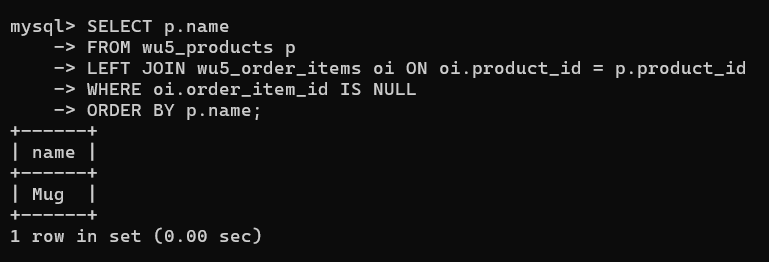 mysql> SELECT p.name
    -> FROM wu5_products p
    -> LEFT JOIN wu5_order_items oi ON oi.product_id = p.product_id
    -> WHERE oi.order_item_id IS NULL
    -> ORDER BY p.name;
+------+
| name |
+------+
| Mug  |
+------+
1 row in set (0.00 sec)